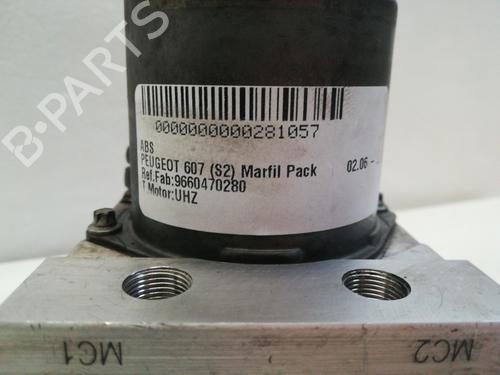 0000000000281057
ABS
PEUGEOT 607 (S2) Marfil Pack 02.06 -
Ref.Fab:9660470280
T Motor:UHZ
MC1 MC2
B-PARTS